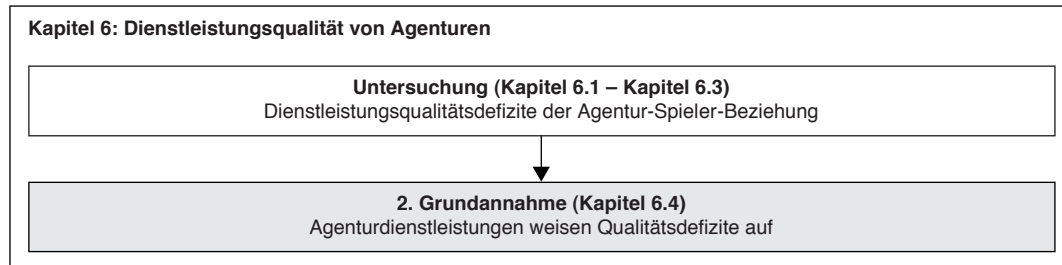 Kapitel 6: Dienstleistungsqualität von Agenturen
Untersuchung (Kapitel 6.1 – Kapitel 6.3)
Dienstleistungsqualitätsdefizite der Agentur-Spieler-Beziehung
2. Grundannahme (Kapitel 6.4)
Agenturdienstleistungen weisen Qualitätsdefizite auf